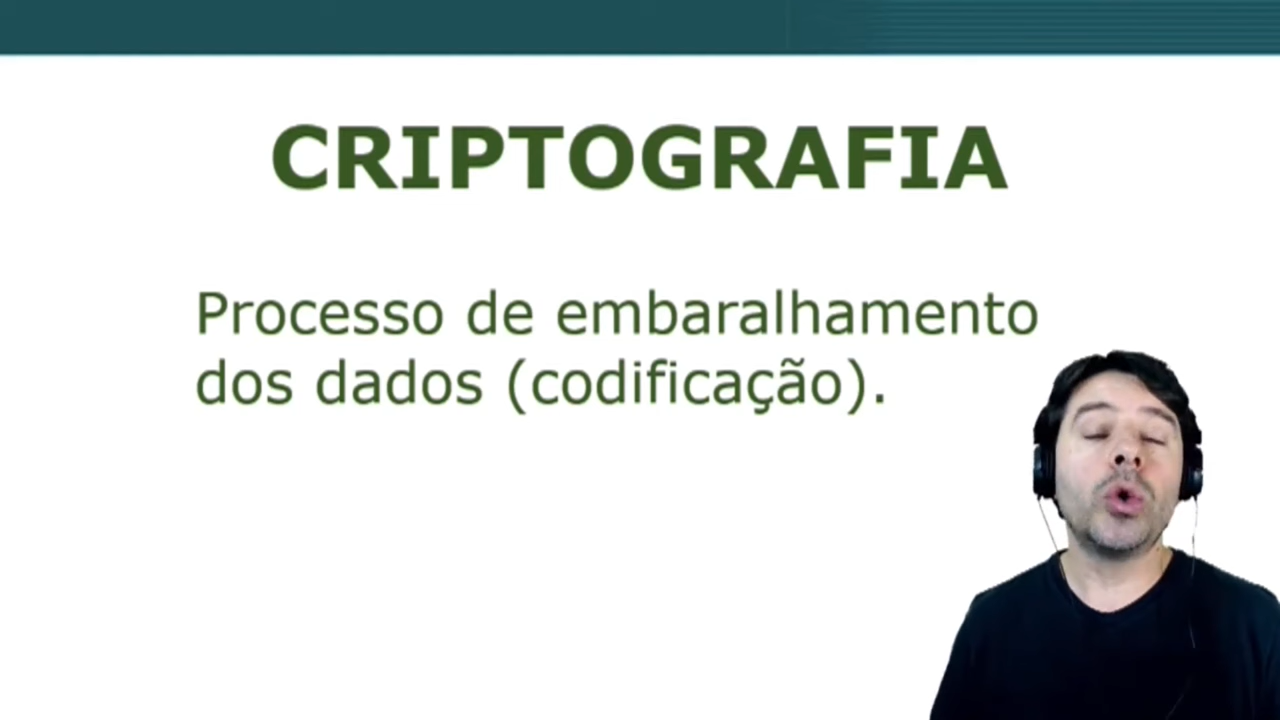 CRIPTOGRAFIA
Processo de embaralhamento
dos dados (codificação).